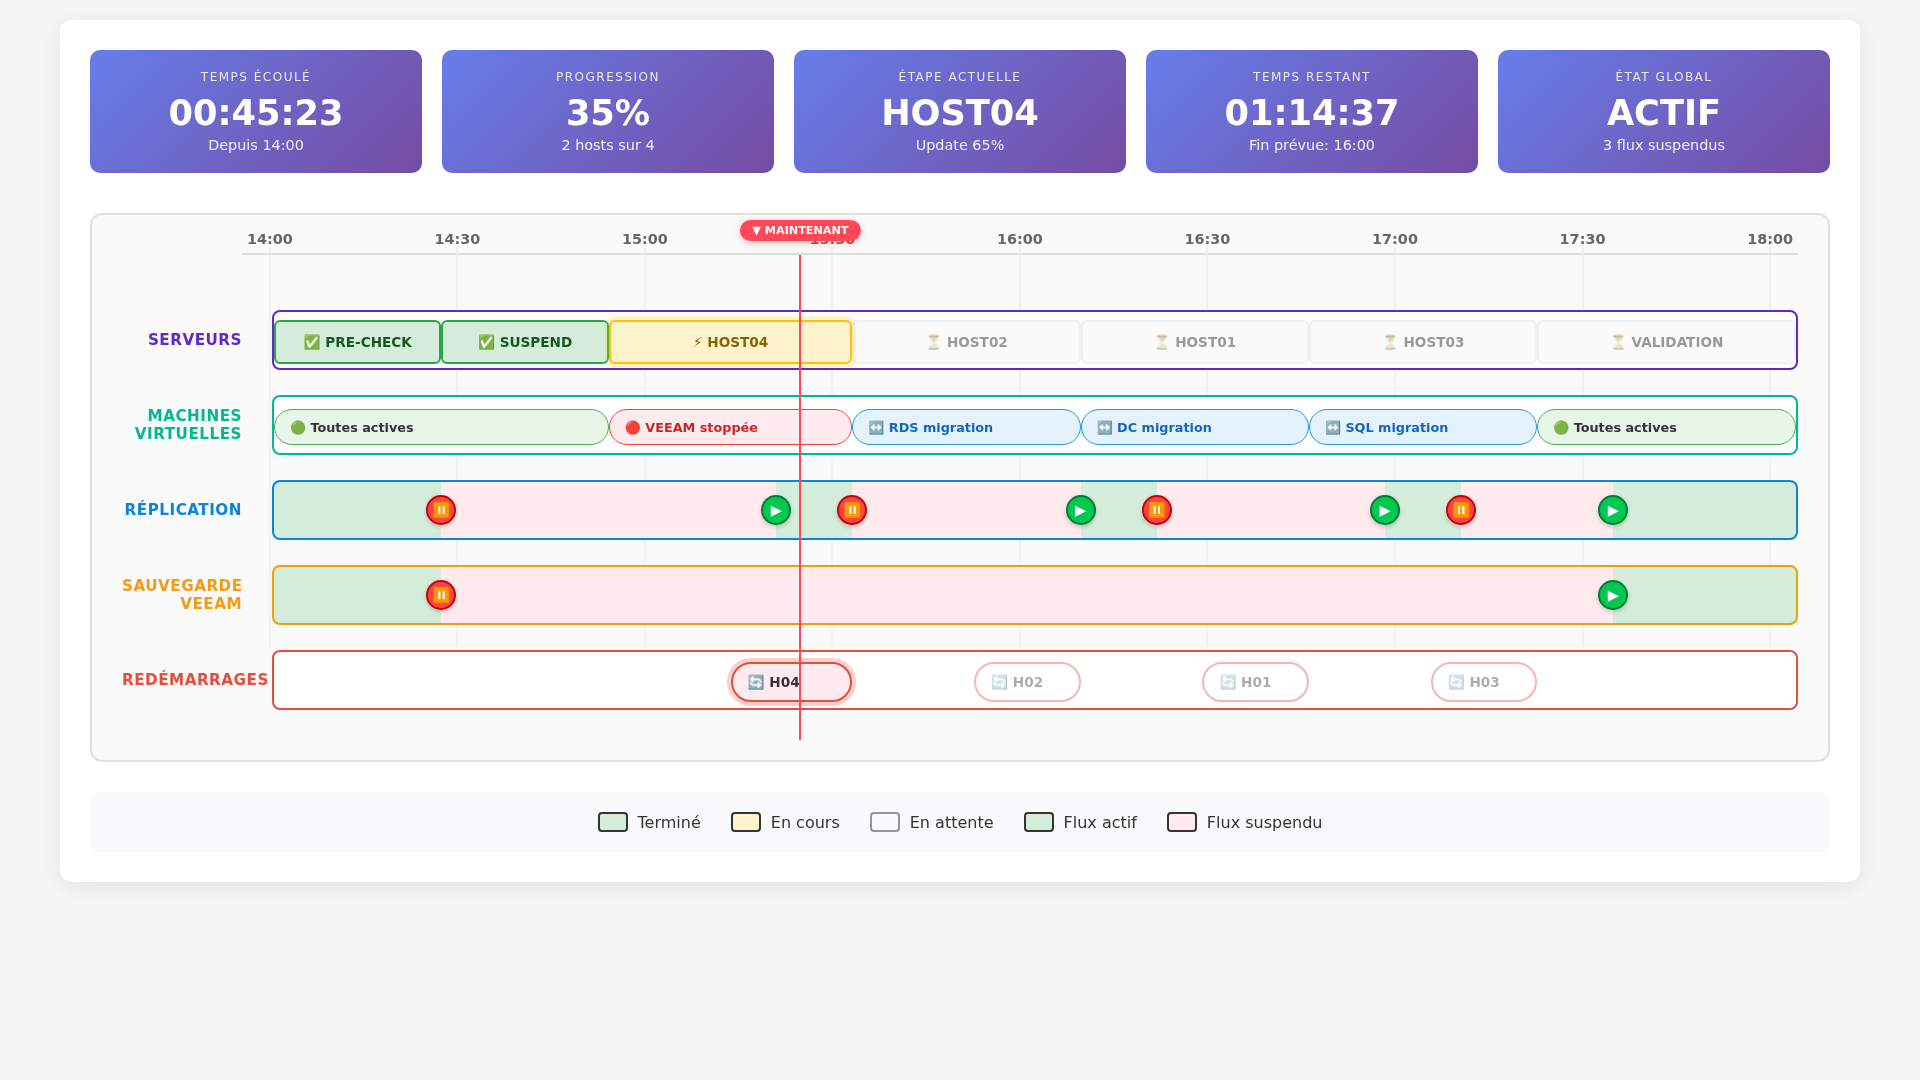 TEMPS ÉCOULÉ
00:45:23
Depuis 14:00
PROGRESSION
35%
2 hosts sur 4
ÉTAPE ACTUELLE
HOST04
Update 65%
TEMPS RESTANT
01:14:37
Fin prévue: 16:00
ÉTAT GLOBAL
ACTIF
3 flux suspendus
▼ MAINTENANT
14:00 14:30 15:00 15:30 16:00 16:30 17:00 17:30 18:00
SERVEURS
✅ PRE-CHECK
✅ SUSPEND
⚡ HOST04
⏳ HOST02
⏳ HOST01
⏳ HOST03
⏳ VALIDATION
MACHINES
VIRTUELLES
🟢 Toutes actives
🔴 VEEAM stoppée
↔️ RDS migration
↔️ DC migration
↔️ SQL migration
🟢 Toutes actives
RÉPLICATION
SAUVEGARDE
VEEAM
REDÉMARRAGES
🔄 H04
🔄 H02
🔄 H01
🔄 H03
Terminé
En cours
En attente
Flux actif
Flux suspendu